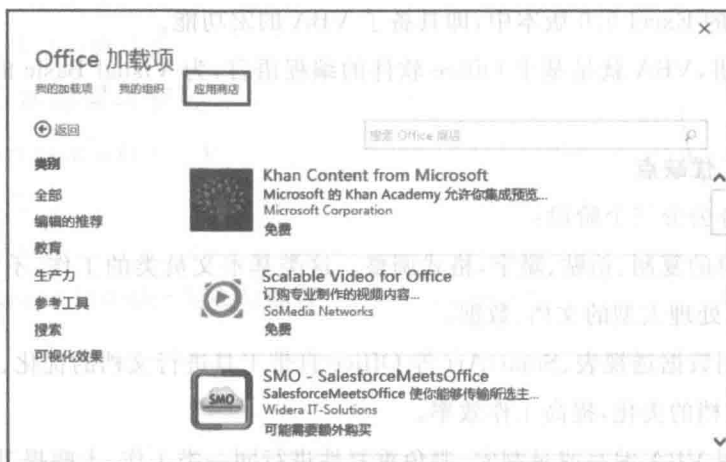 Office 加载项
我的加载项 我的组织 应用商店
返回
搜索 Office 商店
类别
全部
编辑的推荐
教育
生产力
参考工具
搜索
可视化效果
Khan Content from Microsoft
Microsoft 的 Khan Academy 允许你集成预览...
Microsoft Corporation
免费
Scalable Video for Office
订购专业制作的视频内容...
SoMedia Networks
免费
SMO
SMO - SalesforceMeetsOffice
SalesforceMeetsOffice 使你能够传输所选主...
Widera IT-Solutions
可能需要额外购买